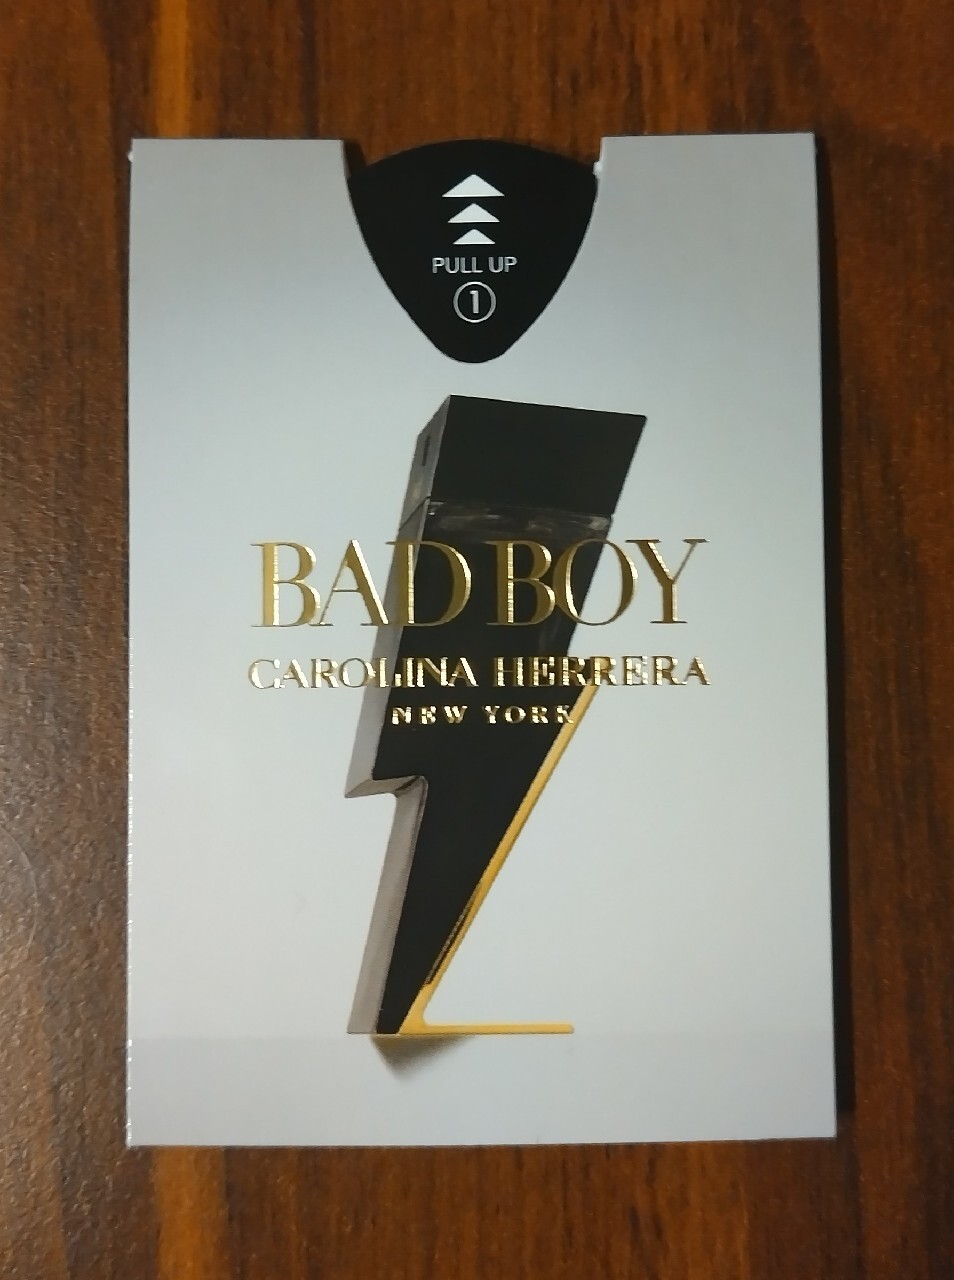 PULL UP
1
BAD BOY
CAROLINA HERRERA
NEW YORK